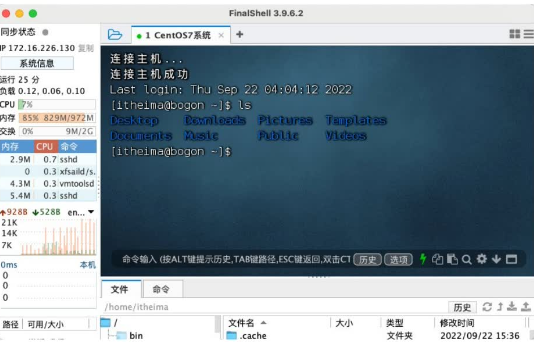 FinalShell 3.9.6.2
同步状态
1 CentOS7系统 × +
IP 172.16.226.130 复制
系统信息
运行 25 分
负载 0.12, 0.06, 0.10
CPU 7%
内存 85% 829M/972M
交换 0% 9M/2G
内存 CPU 命令
2.9M 0.7 sshd
0 0.3 xfsaild/s.
4.3M 0.3 vmtoolsd
5.4M 0.3 sshd
↑928B ↓528B en...
21K
14K
7K
0ms 本机
0
0
0
路径 可用/大小
连接主机...
连接主机成功
Last login: Thu Sep 22 04:04:12 2022
[itheima@bogon ~]$ ls
Desktop Downloads Pictures Templates
Documents Music Public Videos
[itheima@bogon ~]$
命令输入 (按ALT键提示历史,TAB键路径,ESC键返回,双击CT 历史 选项
文件 命令
/home/itheima 历史
/ 文件名 大小 类型 修改时间
bin .cache 文件夹 2022/09/22 15:36